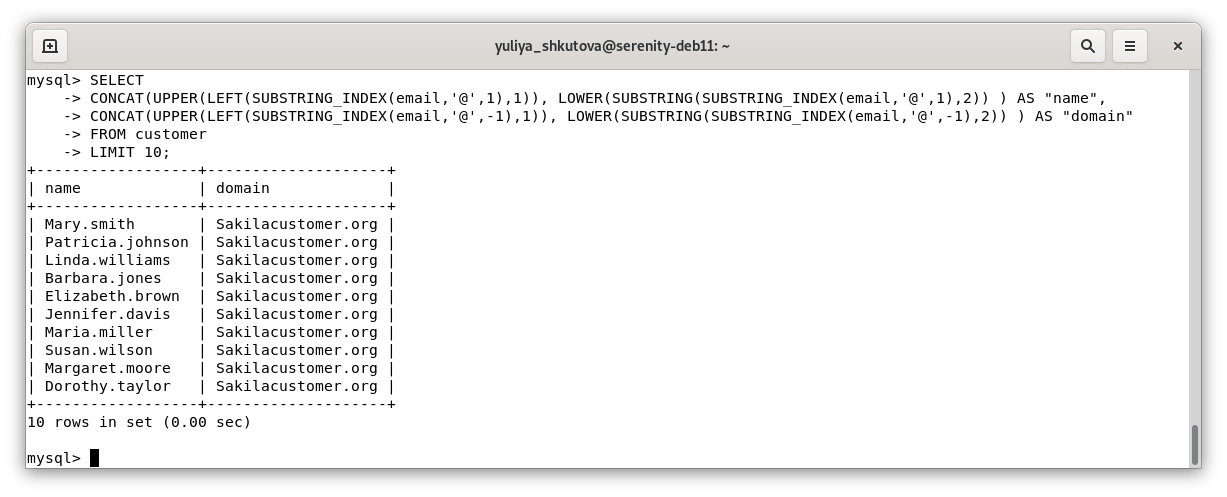 yuliya_shkutova@serenity-deb11: ~
mysql> SELECT
    -> CONCAT(UPPER(LEFT(SUBSTRING_INDEX(email,'@',1),1)), LOWER(SUBSTRING(SUBSTRING_INDEX(email,'@',1),2)) ) AS "name",
    -> CONCAT(UPPER(LEFT(SUBSTRING_INDEX(email,'@',-1),1)), LOWER(SUBSTRING(SUBSTRING_INDEX(email,'@',-1),2)) ) AS "domain"
    -> FROM customer
    -> LIMIT 10;
+------------------+--------------------+
| name             | domain             |
+------------------+--------------------+
| Mary.smith       | Sakilacustomer.org |
| Patricia.johnson | Sakilacustomer.org |
| Linda.williams   | Sakilacustomer.org |
| Barbara.jones    | Sakilacustomer.org |
| Elizabeth.brown  | Sakilacustomer.org |
| Jennifer.davis   | Sakilacustomer.org |
| Maria.miller     | Sakilacustomer.org |
| Susan.wilson     | Sakilacustomer.org |
| Margaret.moore   | Sakilacustomer.org |
| Dorothy.taylor   | Sakilacustomer.org |
+------------------+--------------------+
10 rows in set (0.00 sec)
mysql>